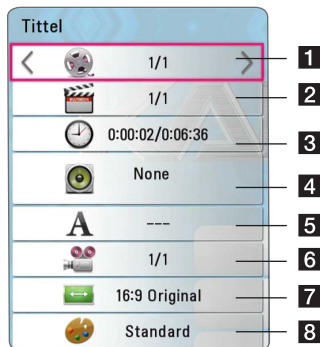 Tittel
1/1 1
1/1 2
0:00:02/0:06:36 3
None 4
A --- 5
1/1 6
16:9 Original 7
Standard 8